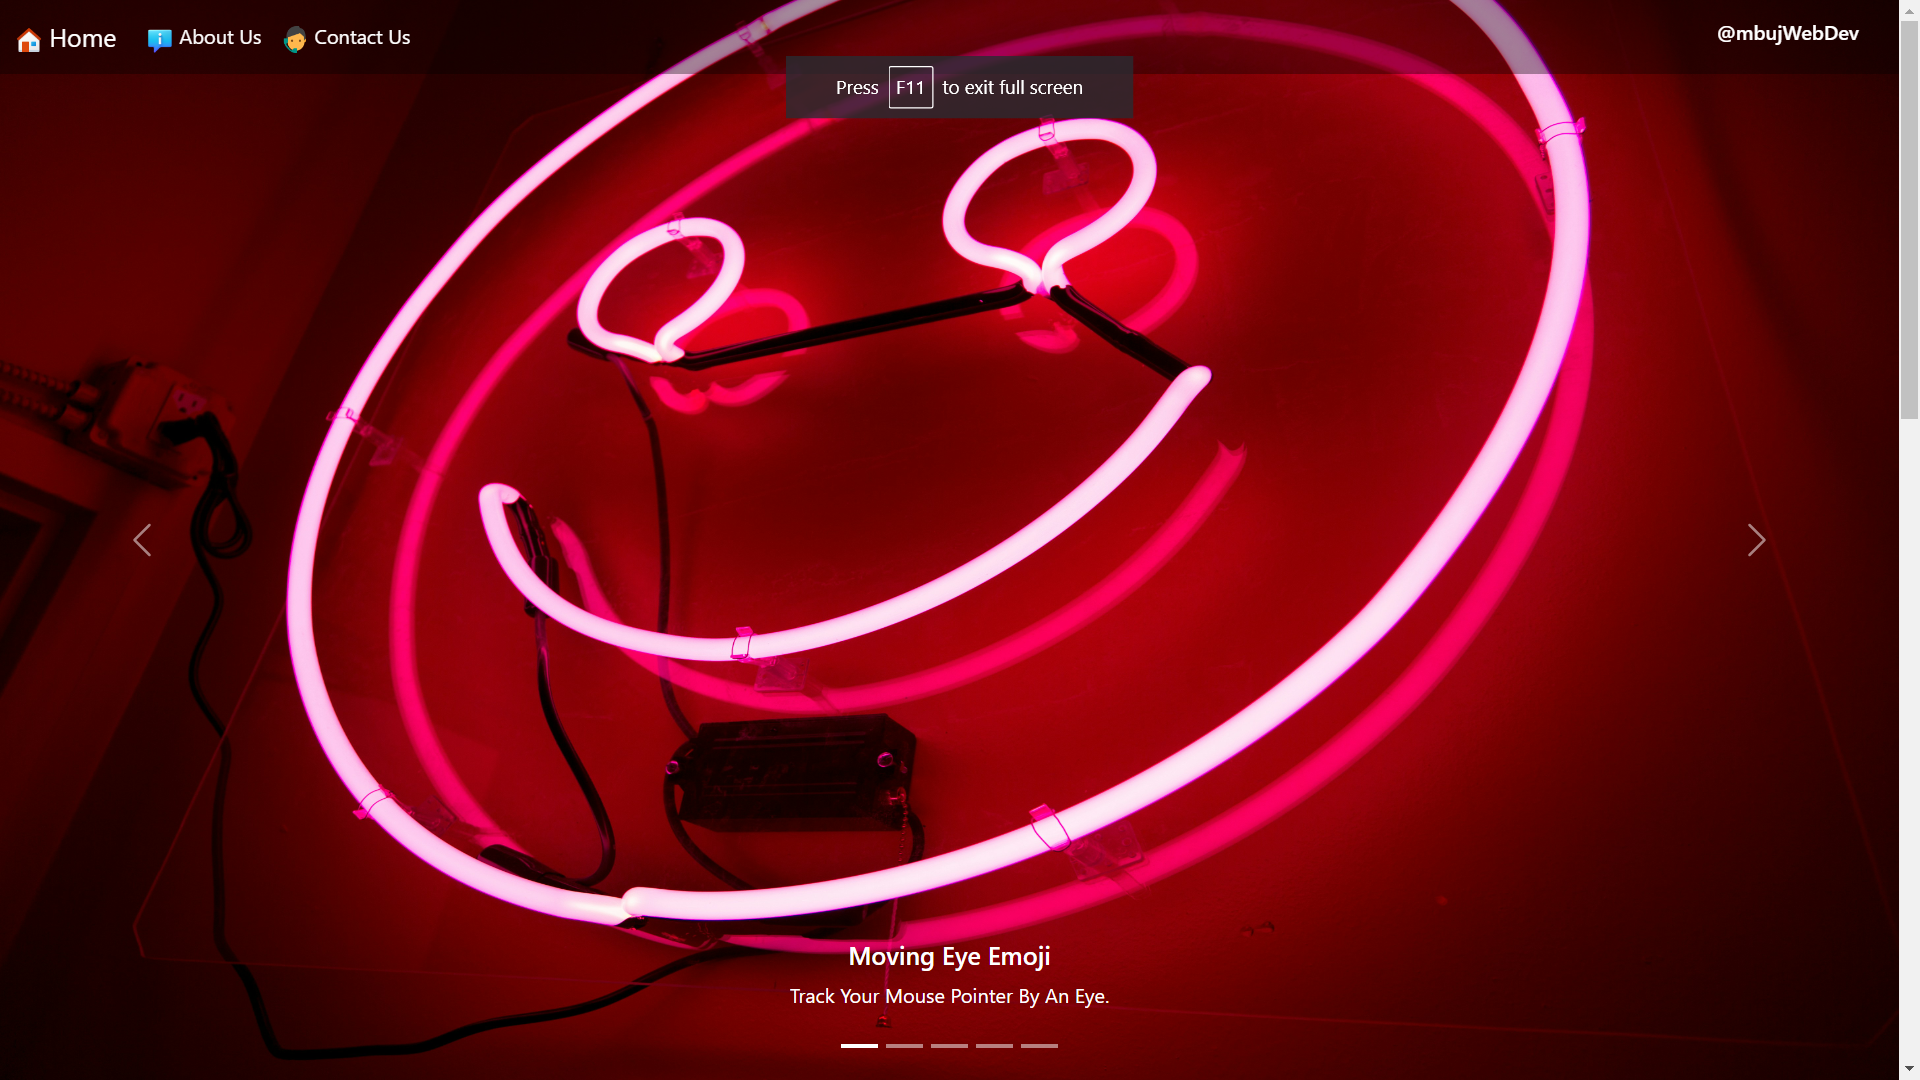 Home
About Us
Contact Us
@mbujWebDev
Press F11 to exit full screen
Moving Eye Emoji
Track Your Mouse Pointer By An Eye.